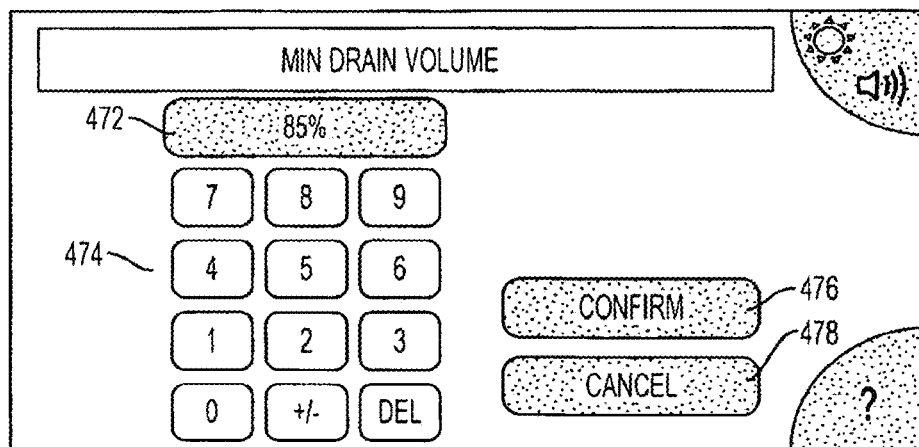 MIN DRAIN VOLUME
472
85%
7 8 9
474
4 5 6
CONFIRM
476
1 2 3
478
CANCEL
0 +/- DEL
?